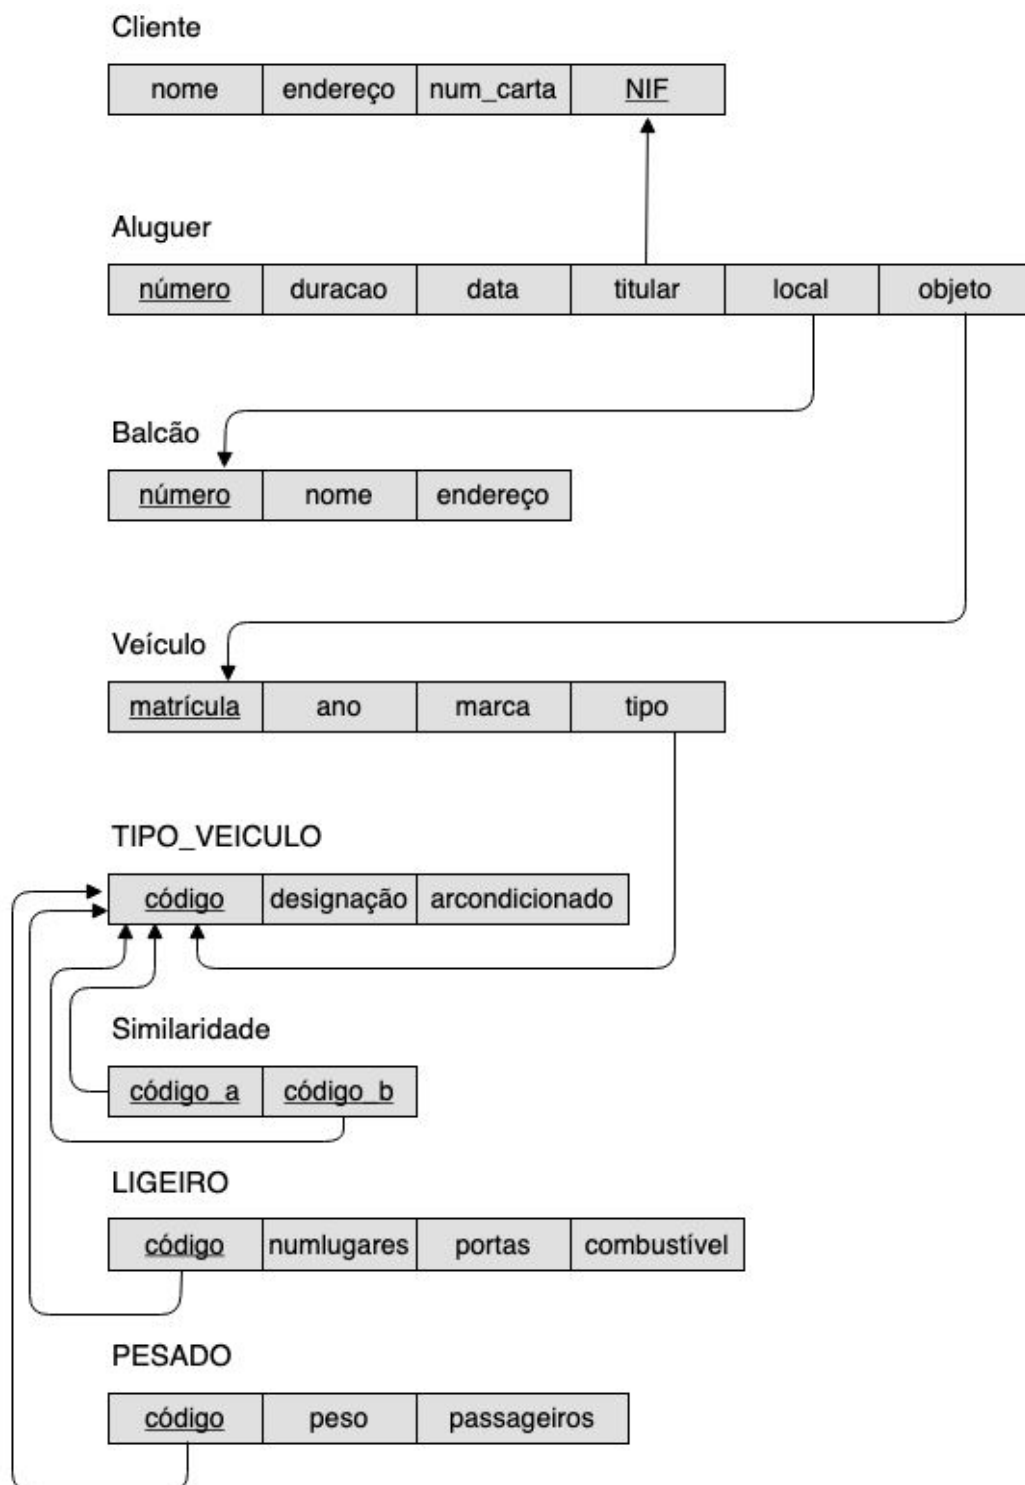 Cliente
nome endereço num_carta NIF
Aluguer
número duracao data titular local objeto
Balcão
número nome endereço
Veículo
matrícula ano marca tipo
TIPO_VEICULO
código designação arcondicionado
Similaridade
código_a código_b
LIGEIRO
código numlugares portas combustível
PESADO
código peso passageiros